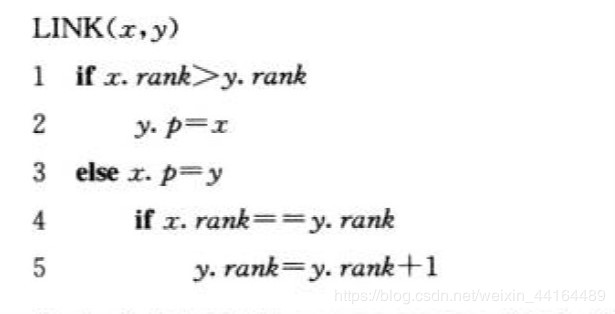 LINK(x,y)
1 if x. rank>y. rank
2 y. p=x
3 else x. p=y
4 if x. rank==y. rank
5 y. rank=y. rank+1
https://blog.csdn.net/weixin_44164489